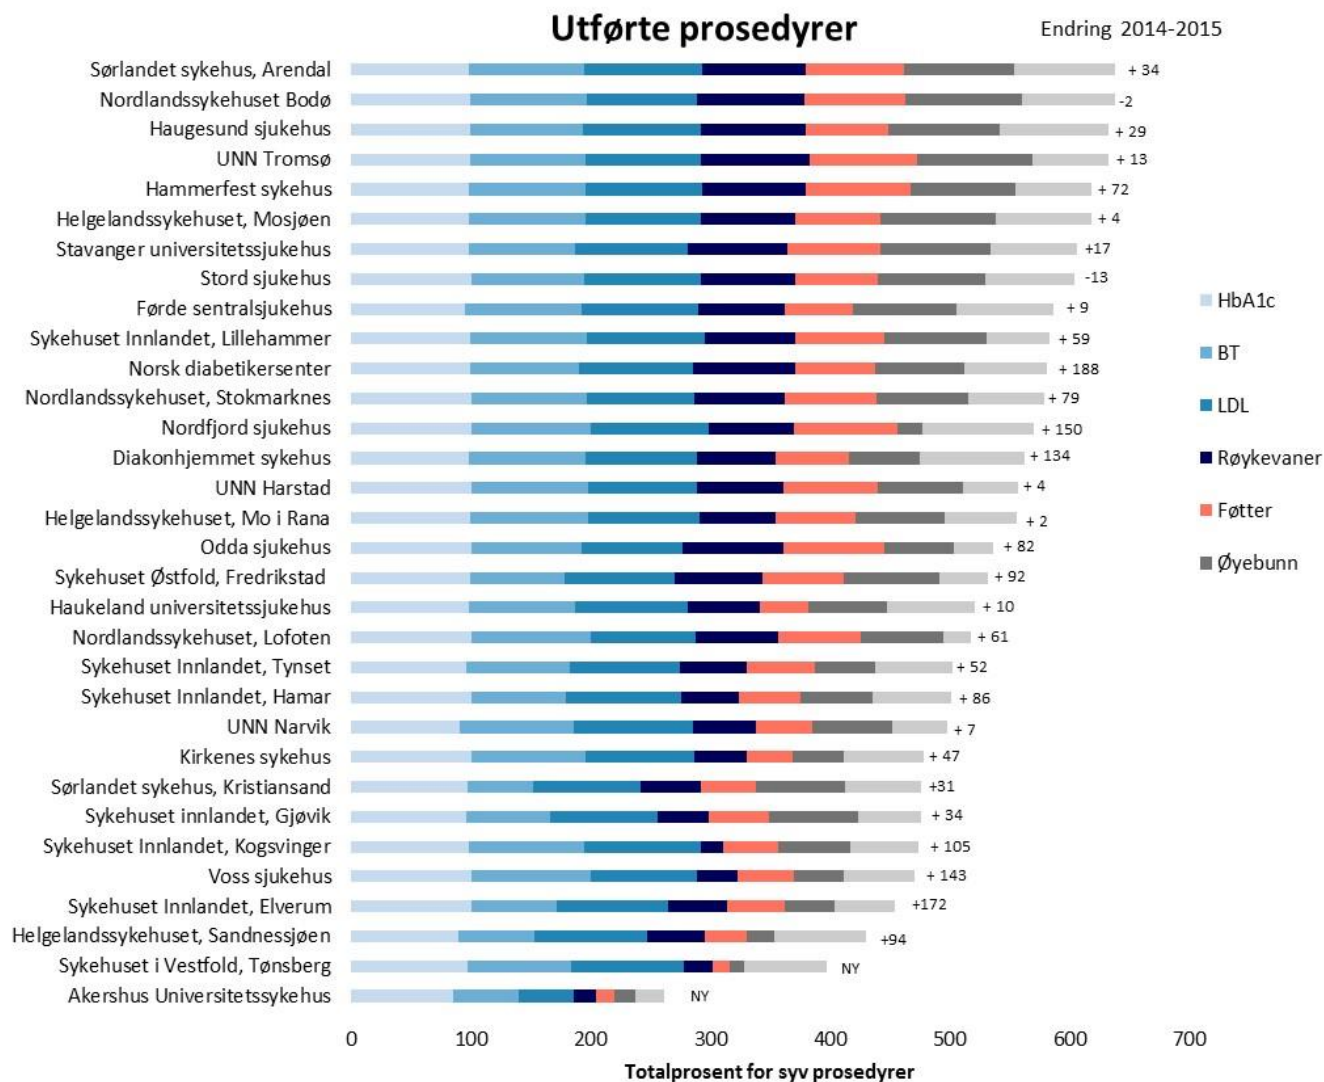 Utførte prosedyrer
Endring 2014-2015
Sørlandet sykehus, Arendal + 34
Nordlandssykehuset Bodø -2
Haugesund sjukehus + 29
UNN Tromsø + 13
Hammerfest sykehus + 72
Helgelandssykehuset, Mosjøen + 4
Stavanger universitetssjukehus +17
Stord sjukehus -13
Førde sentralsjukehus + 9
Sykehuset Innlandet, Lillehammer + 59
Norsk diabetikersenter + 188
Nordlandssykehuset, Stokmarknes + 79
Nordfjord sjukehus + 150
Diakonhjemmet sykehus + 134
UNN Harstad + 4
Helgelandssykehuset, Mo i Rana + 2
Odda sjukehus + 82
Sykehuset Østfold, Fredrikstad + 92
Haukeland universitetssjukehus + 10
Nordlandssykehuset, Lofoten + 61
Sykehuset Innlandet, Tynset + 52
Sykehuset Innlandet, Hamar + 86
UNN Narvik + 7
Kirkenes sykehus + 47
Sørlandet sykehus, Kristiansand +31
Sykehuset innlandet, Gjøvik + 34
Sykehuset Innlandet, Kogsvinger + 105
Voss sjukehus + 143
Sykehuset Innlandet, Elverum +172
Helgelandssykehuset, Sandnessjøen +94
Sykehuset i Vestfold, Tønsberg NY
Akershus Universitetssykehus NY
0 100 200 300 400 500 600 700
Totalprosent for syv prosedyrer
HbA1c
BT
LDL
Røykevaner
Føtter
Øyebunn